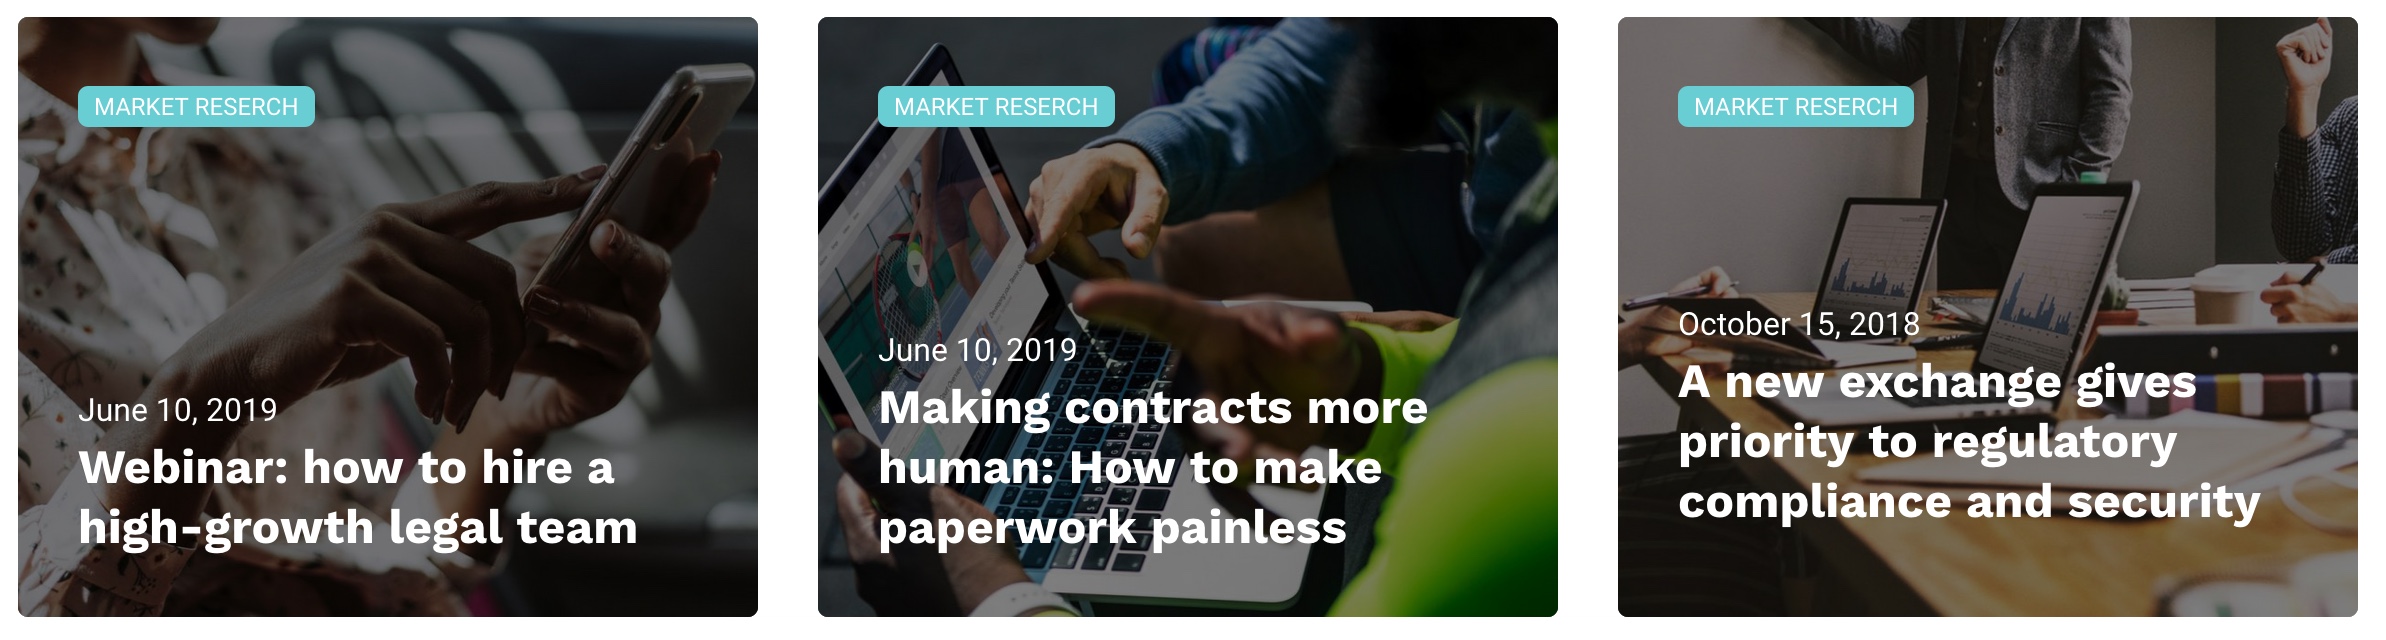 MARKET RESERCH
June 10, 2019
Webinar: how to hire a
high-growth legal team
MARKET RESERCH
June 10, 2019
Making contracts more
human: How to make
paperwork painless
MARKET RESERCH
October 15, 2018
A new exchange gives
priority to regulatory
compliance and security